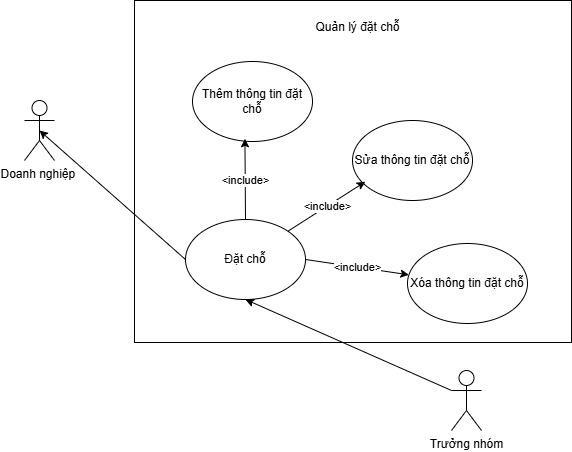 Quản lý đặt chỗ
Thêm thông tin đặt
chỗ
Sửa thông tin đặt chỗ
Doanh nghiệp
<include>
<include>
Đặt chỗ
<include>
Xóa thông tin đặt chỗ
Trưởng nhóm